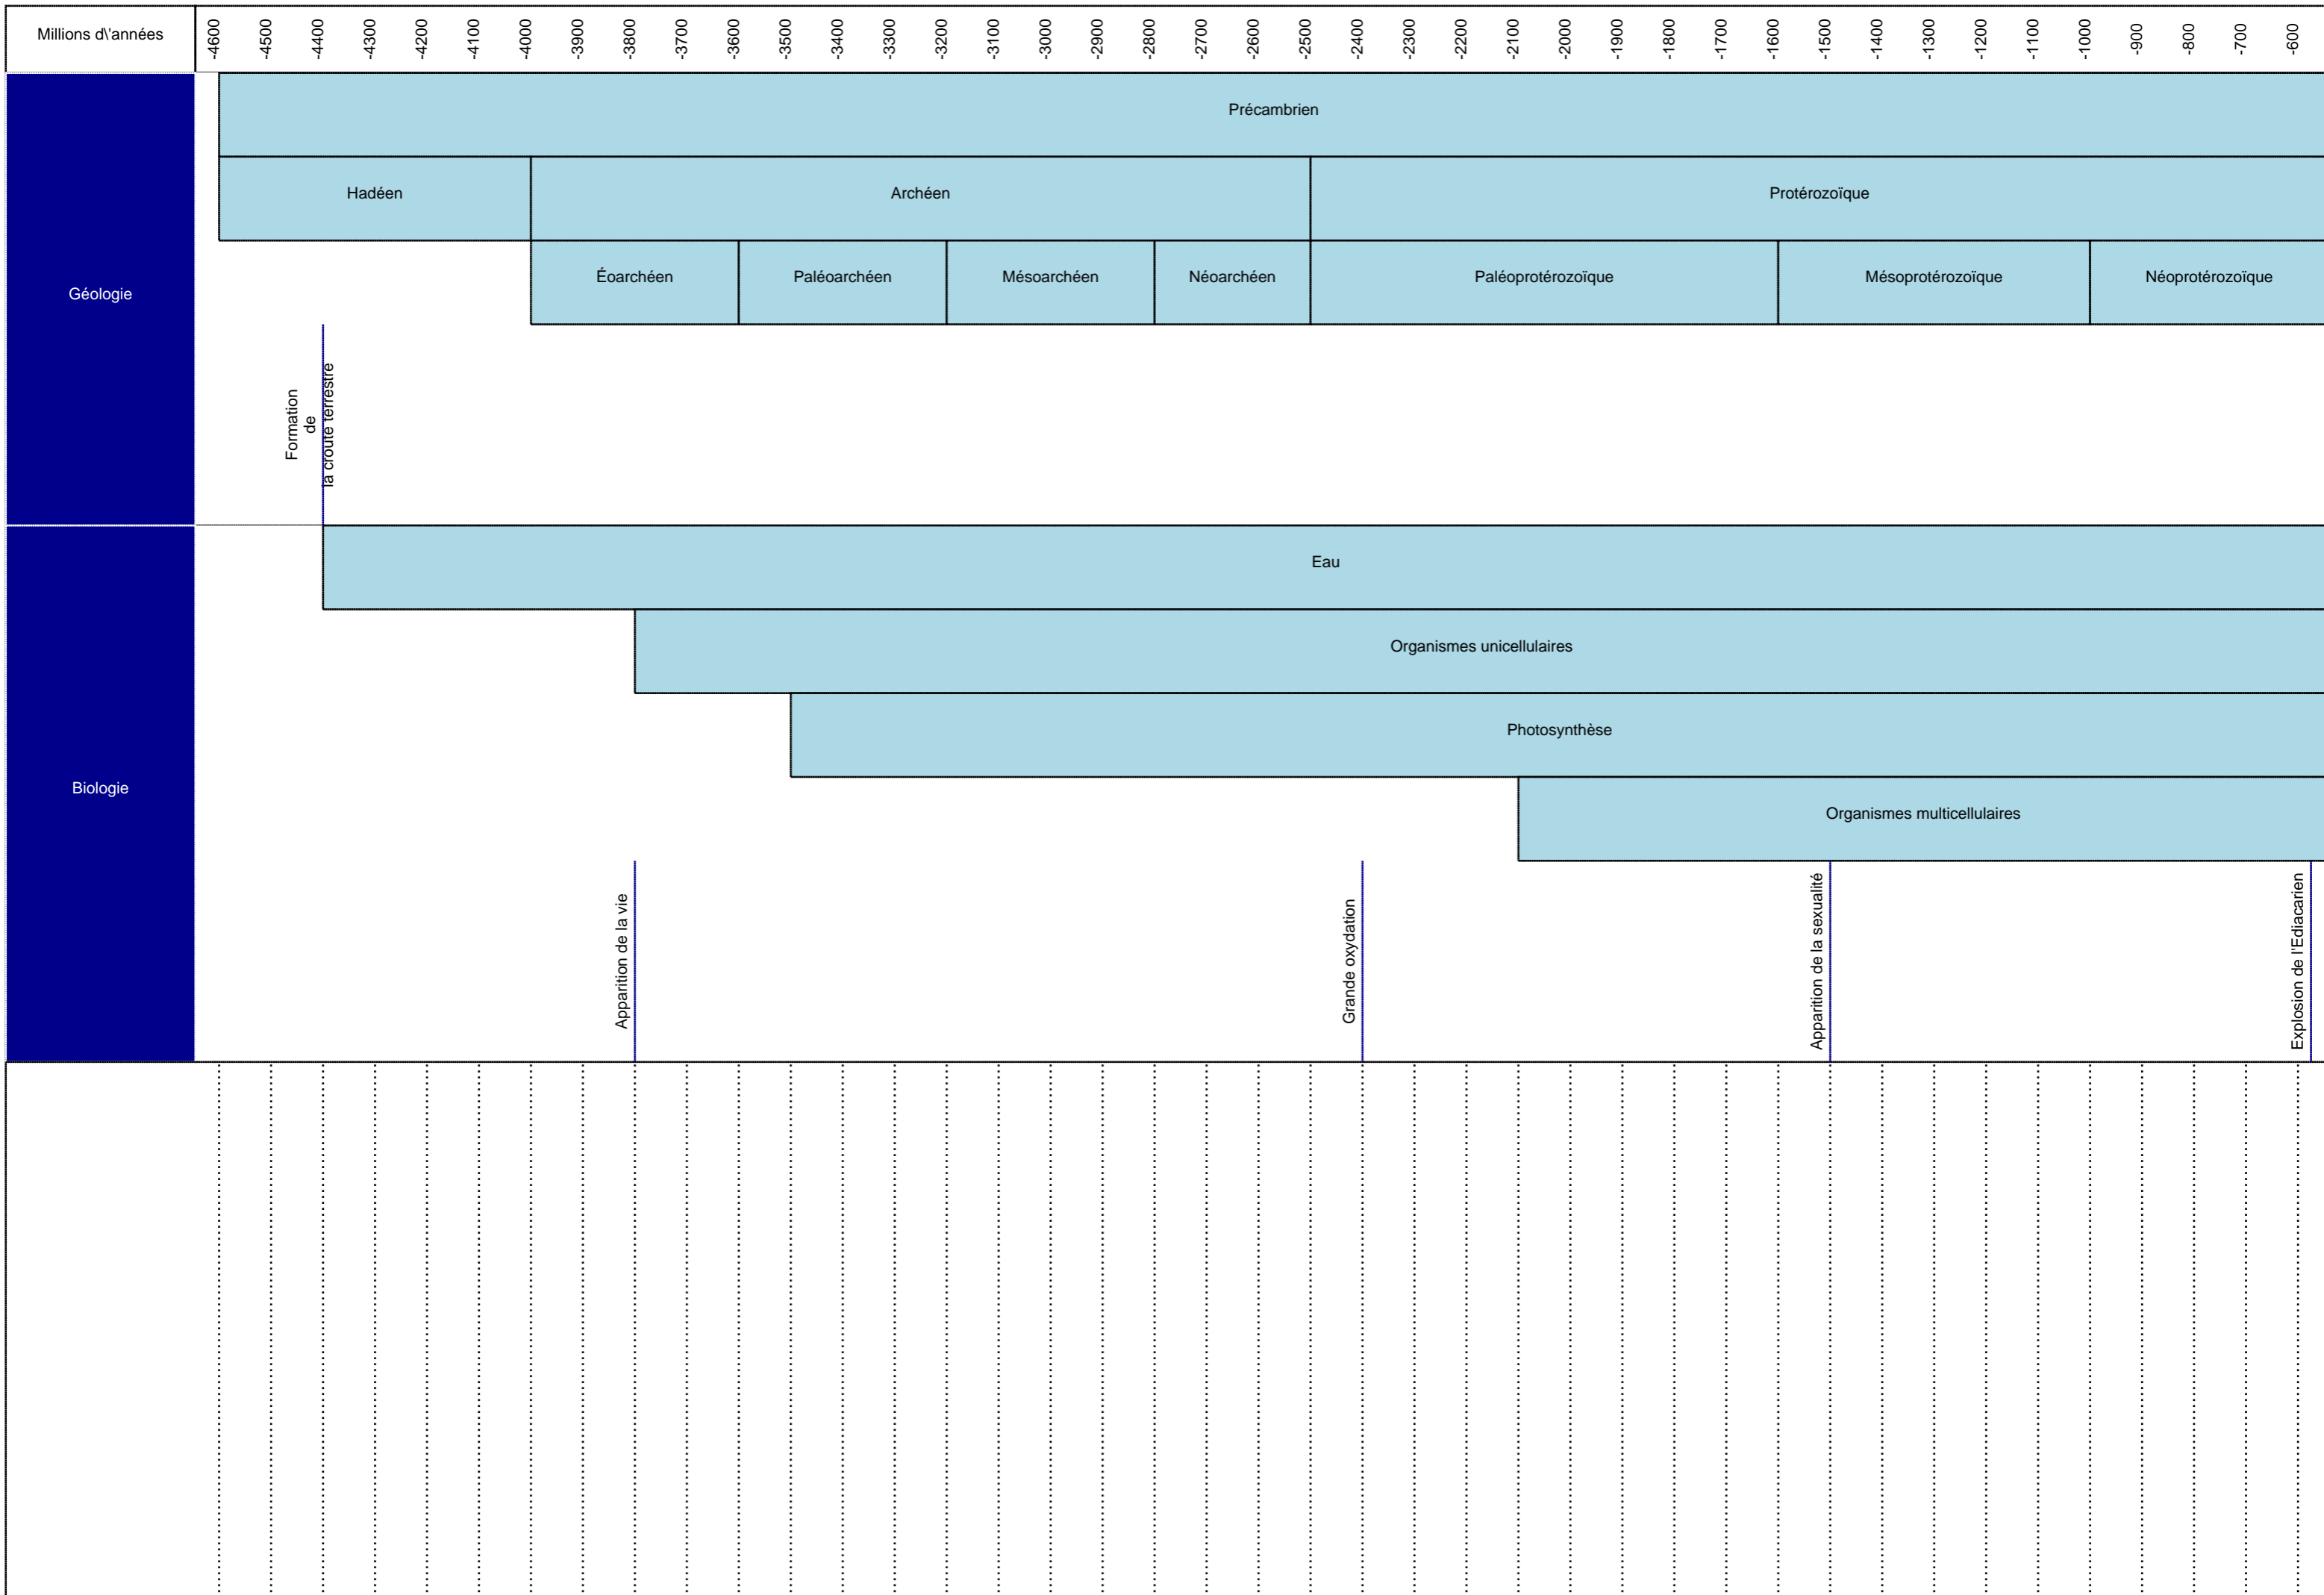 Millions d\'années
-4600
-4500
-4400
-4300
-4200
-4100
-4000
-3900
-3800
-3700
-3600
-3500
-3400
-3300
-3200
-3100
-3000
-2900
-2800
-2700
-2600
-2500
-2400
-2300
-2200
-2100
-2000
-1900
-1800
-1700
-1600
-1500
-1400
-1300
-1200
-1100
-1000
-900
-800
-700
-600
Géologie
Précambrien
Hadéen
Archéen
Protérozoïque
Éoarchéen
Paléoarchéen
Mésoarchéen
Néoarchéen
Paléoprotérozoïque
Mésoprotérozoïque
Néoprotérozoïque
Formation
de
la croute terrestre
Biologie
Eau
Organismes unicellulaires
Photosynthèse
Organismes multicellulaires
Apparition de la vie
Grande oxydation
Apparition de la sexualité
Explosion de l'Ediacarien